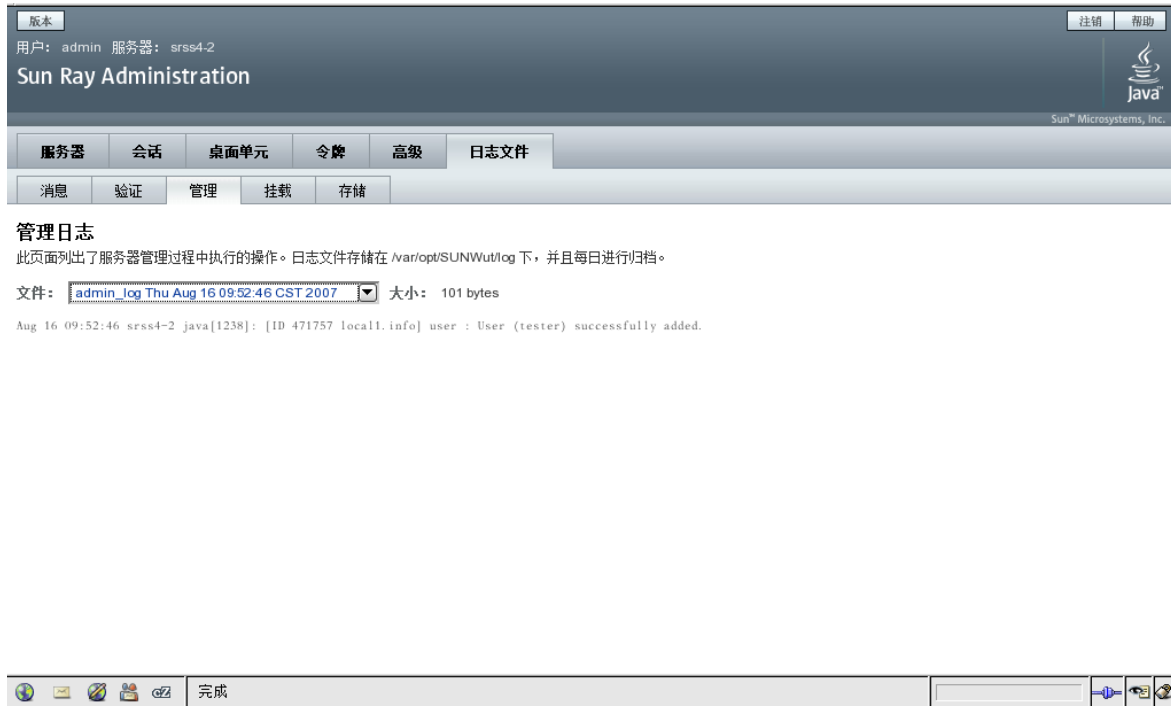 版本
注销 帮助
用户: admin 服务器: srss4-2
Sun Ray Administration
Java™
Sun™ Microsystems, Inc.
服务器 会话 桌面单元 令牌 高级 日志文件
消息 验证 管理 挂载 存储
管理日志
此页面列出了服务器管理过程中执行的操作。日志文件存储在 /var/opt/SUNWut/log 下，并且每日进行归档。
文件: admin_log Thu Aug 16 09:52:46 CST 2007 大小: 101 bytes
Aug 16 09:52:46 srss4-2 java[1238]: [ID 471757 local1.info] user : User (tester) successfully added.
完成